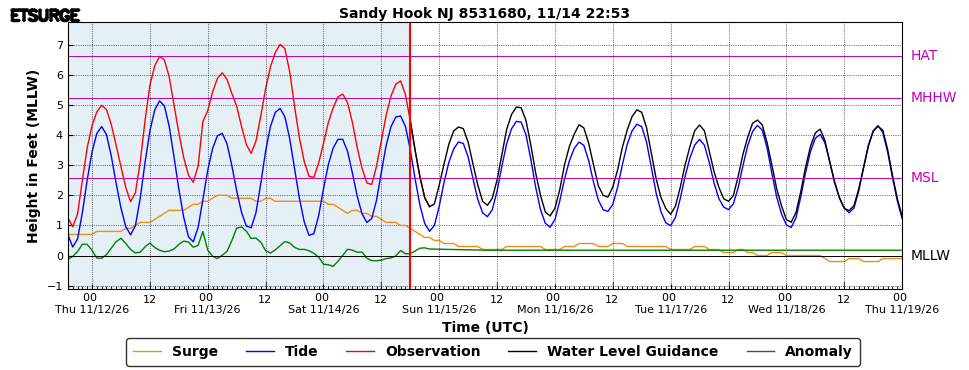 ETSURGE
Sandy Hook NJ 8531680, 11/14 22:53
Height in Feet (MLLW)
7
6
5
4
3
2
1
0
−1
HAT
MHHW
MSL
MLLW
00 12 00 12 00 12 00 12 00 12 00 12 00 12 00
Thu 11/12/26 Fri 11/13/26 Sat 11/14/26 Sun 11/15/26 Mon 11/16/26 Tue 11/17/26 Wed 11/18/26 Thu 11/19/26
Time (UTC)
Surge Tide Observation Water Level Guidance Anomaly